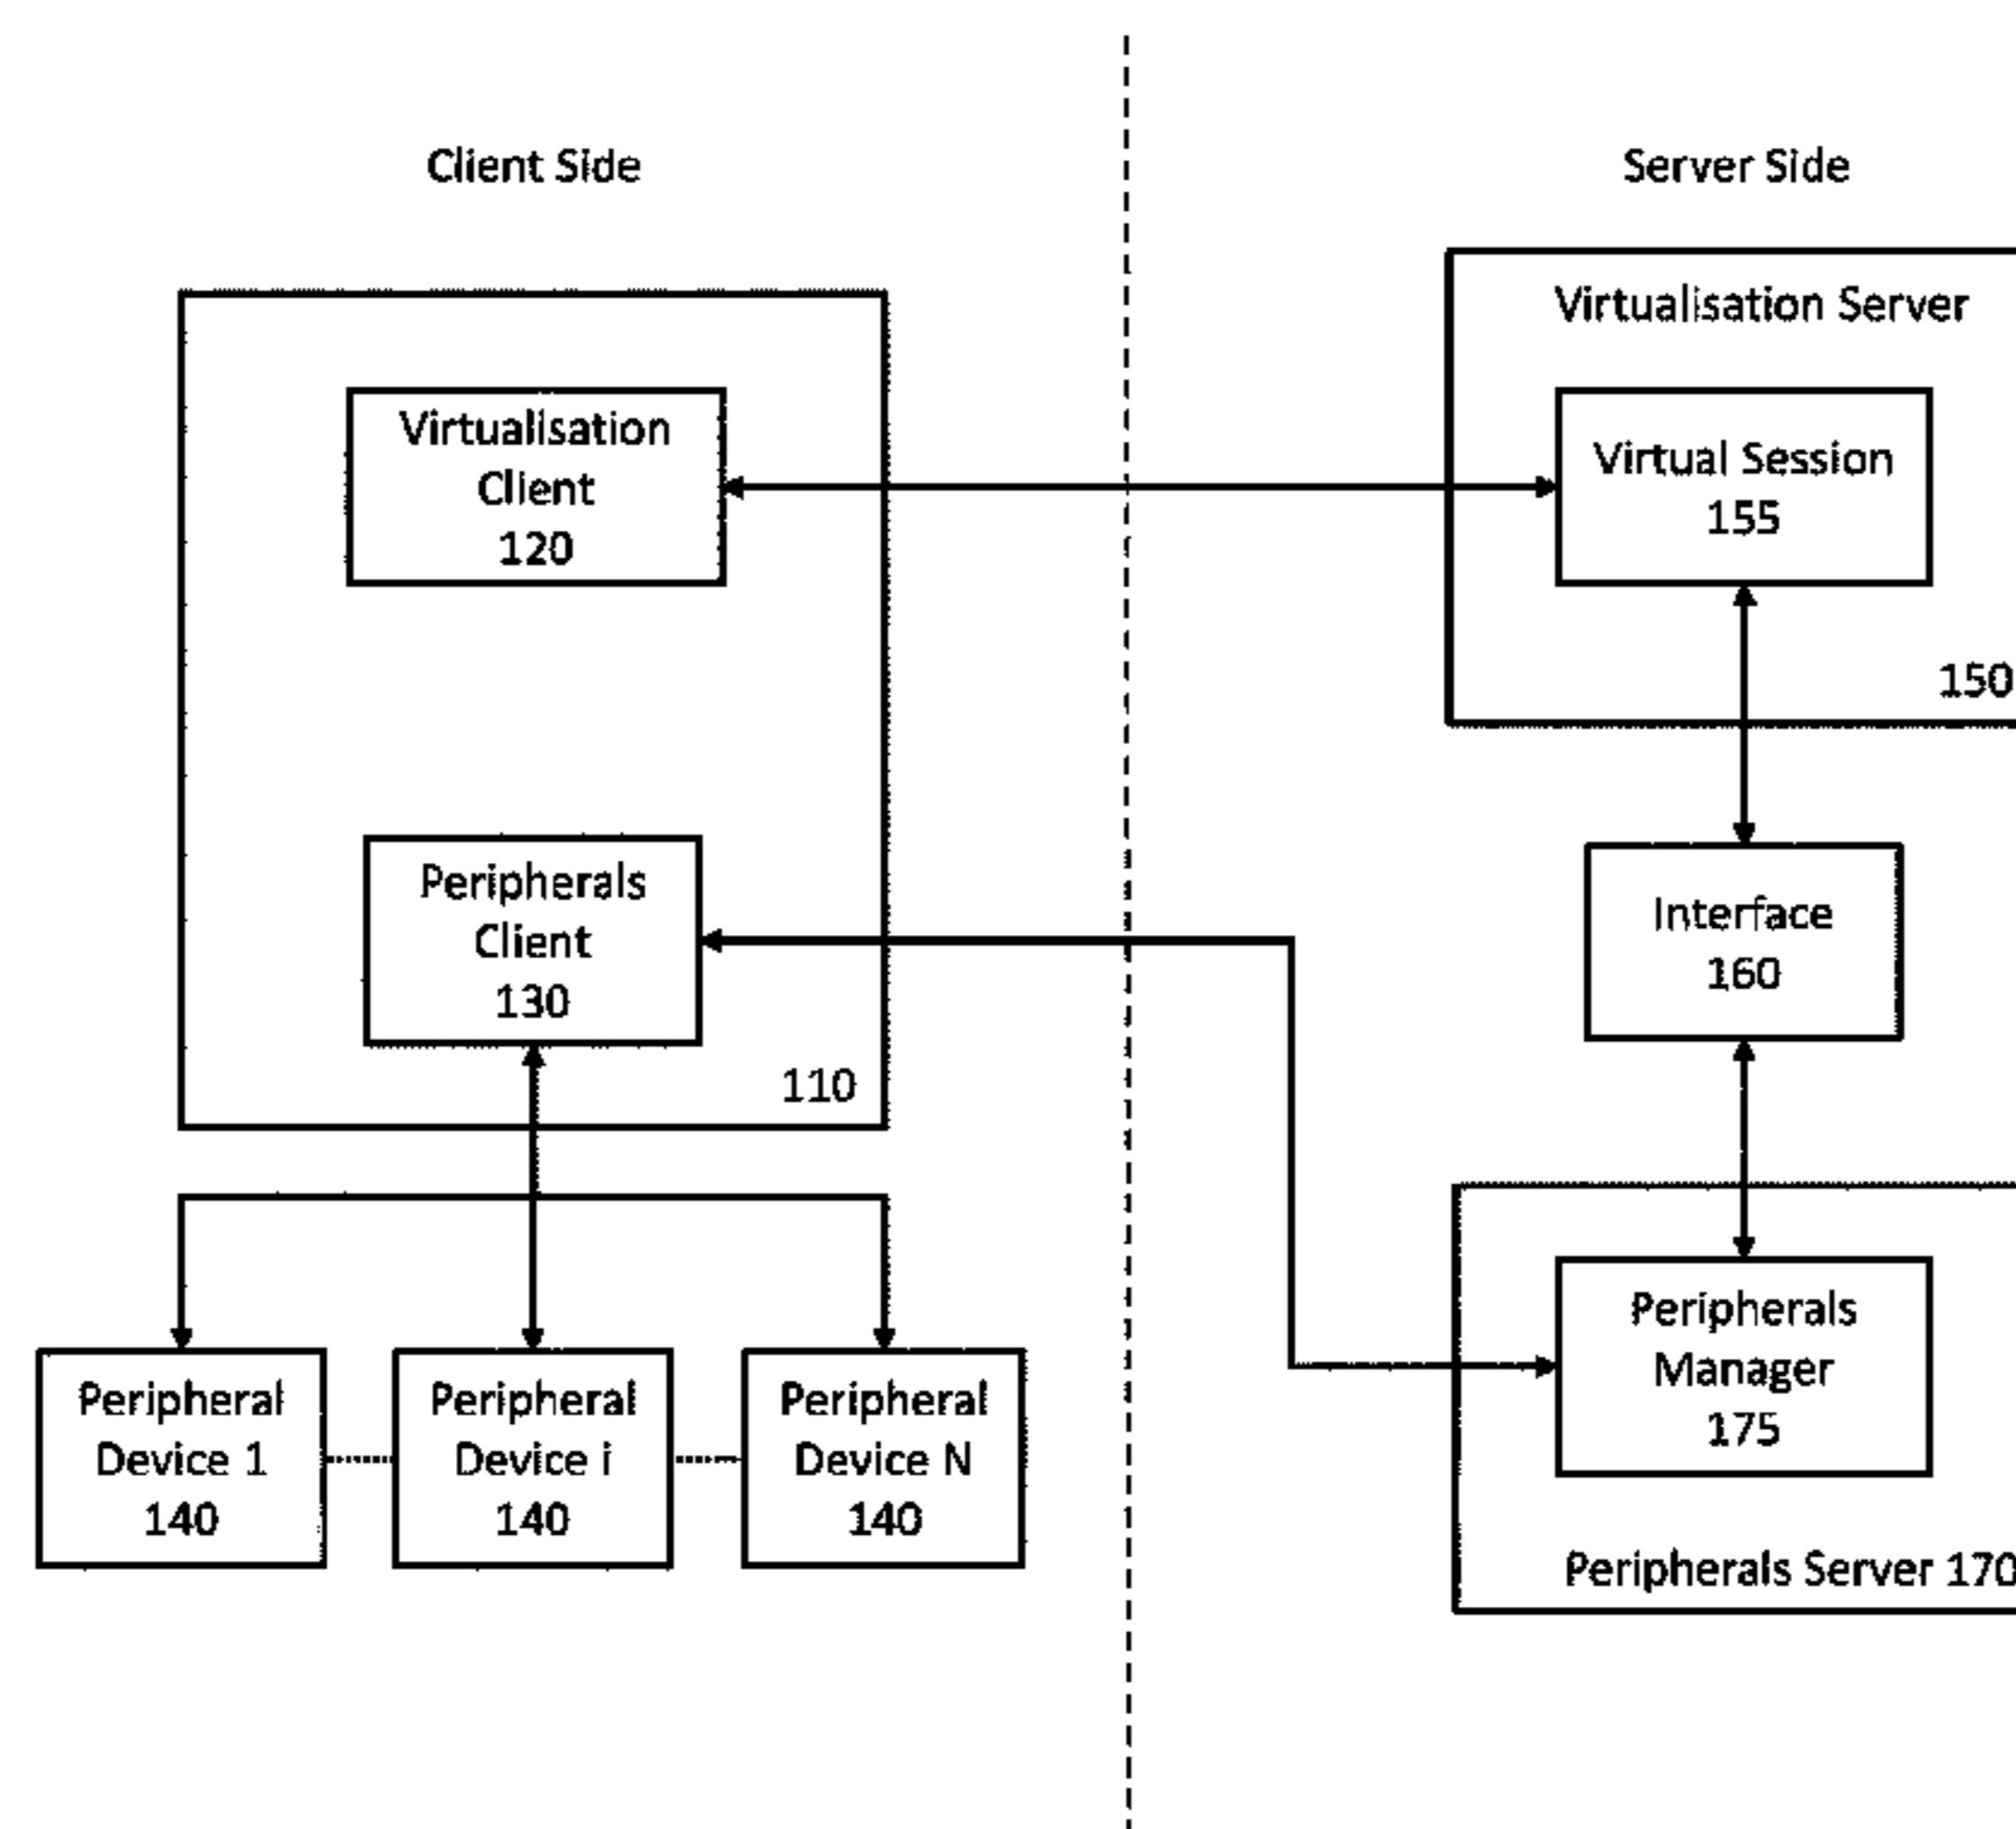 Client Side
Server Side
Virtualisation Server
Virtualisation
Client
120
Virtual Session
155
150
Peripherals
Client
130
110
Interface
160
Peripheral
Device 1
140
Peripheral
Device i
140
Peripheral
Device N
140
Peripherals
Manager
175
Peripherals Server 170